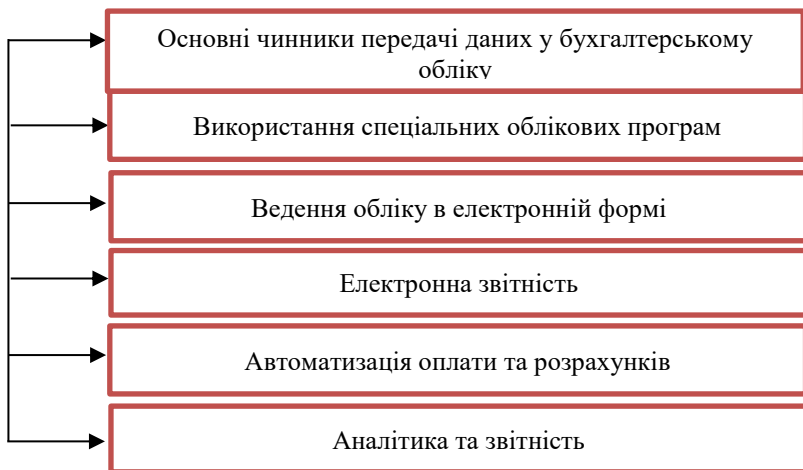 Основні чинники передачі даних у бухгалтерському
обліку
Використання спеціальних облікових програм
Ведення обліку в електронній формі
Електронна звітність
Автоматизація оплати та розрахунків
Аналітика та звітність